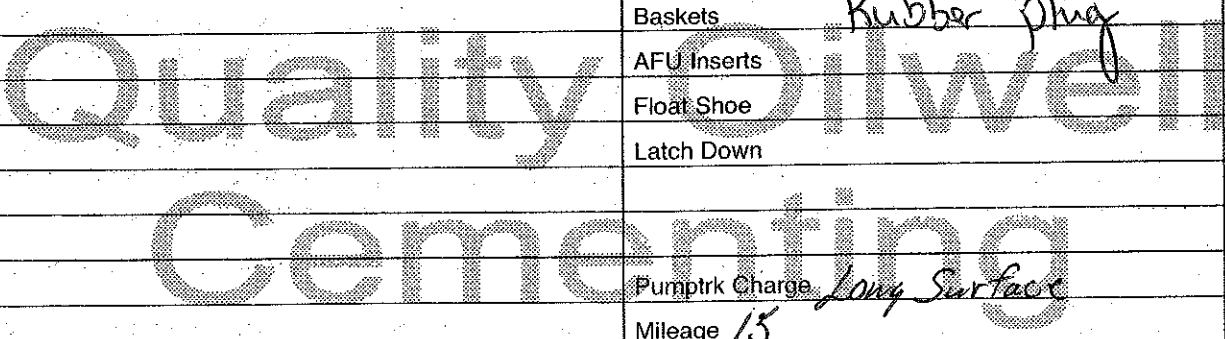 Baskets Rubber plug
AFU Inserts
Quality Oilwell
Float Shoe
Latch Down
Cementing
Pumptrk Charge Long Surface
Mileage 15